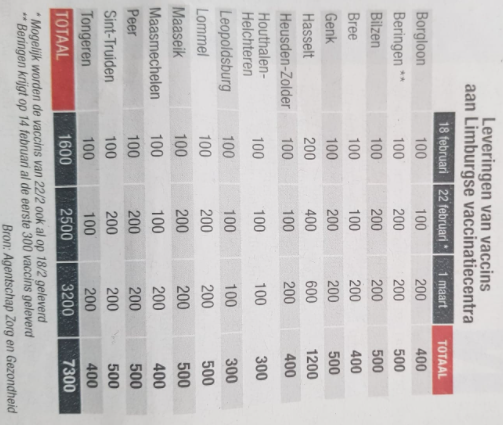 Leveringen van vaccins
aan Limburgse vaccinatiecentra
18 februari 22 februari * 1 maart TOTAAL
Borgloon 100 100 200 400
Beringen ** 100 200 200 500
Bilzen 100 200 200 500
Bree 100 100 200 400
Genk 100 200 200 500
Hasselt 200 400 600 1200
Heusden-Zolder 100 100 200 400
Houthalen-
Helchteren 100 100 100 300
Leopoldsburg 100 100 100 300
Lommel 100 200 200 500
Maaseik 100 200 200 500
Maasmechelen 100 100 200 400
Peer 100 200 200 500
Sint-Truiden 100 200 200 500
Tongeren 100 100 200 400
TOTAAL 1600 2500 3200 7300
* Mogelijk worden de vaccins van 22/2 ook al op 18/2 geleverd
** Beringen krijgt op 14 februari al de eerste 300 vaccins geleverd
Bron: Agentschap Zorg en Gezondheid